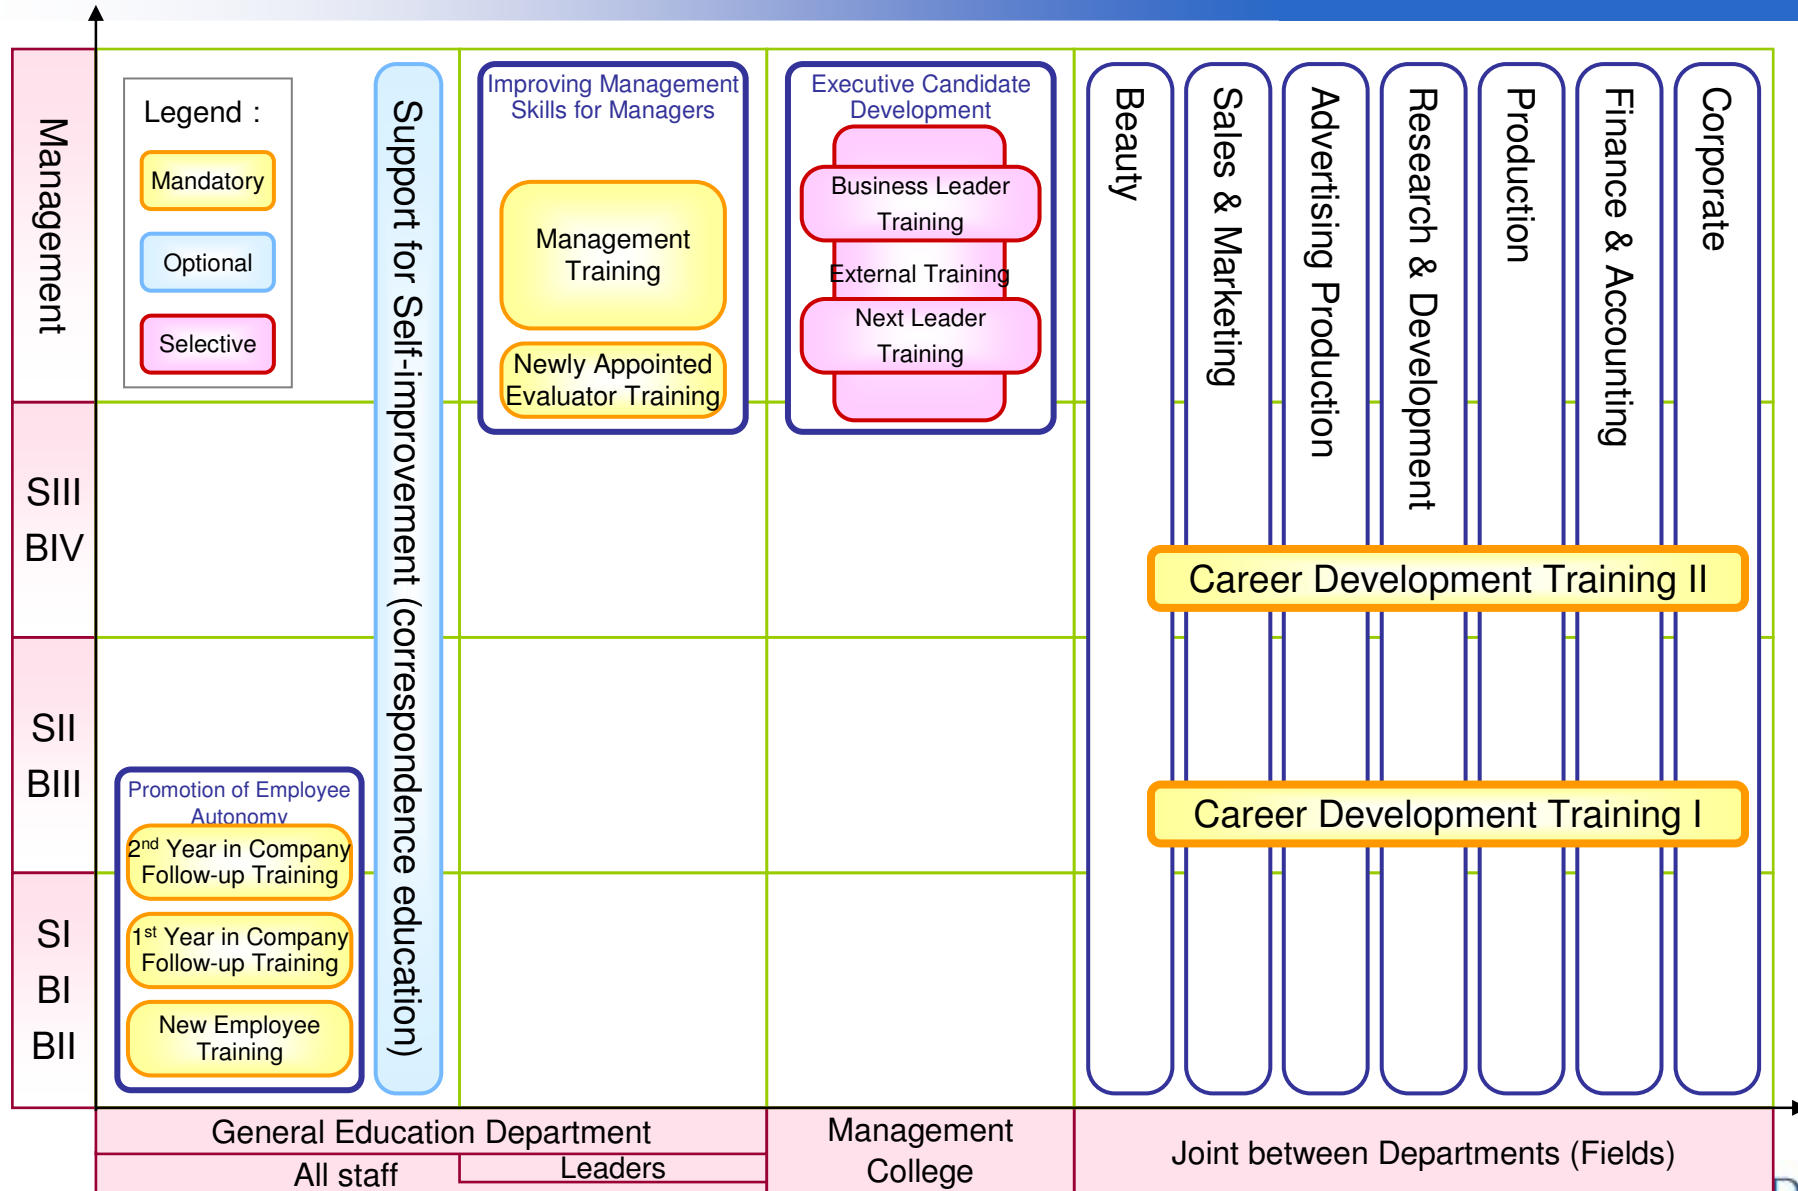 Legend :
Mandatory
Optional
Selective
Management
SIII
BIV
SII
BIII
SI
BI
BII
Support for Self-improvement (correspondence education)
Promotion of Employee
Autonomy
2nd Year in Company
Follow-up Training
1st Year in Company
Follow-up Training
New Employee
Training
Improving Management
Skills for Managers
Management
Training
Newly Appointed
Evaluator Training
Executive Candidate
Development
Business Leader
Training
External Training
Next Leader
Training
Beauty
Sales & Marketing
Advertising Production
Research & Development
Production
Finance & Accounting
Corporate
Career Development Training II
Career Development Training I
General Education Department
All staff
Leaders
Management
College
Joint between Departments (Fields)